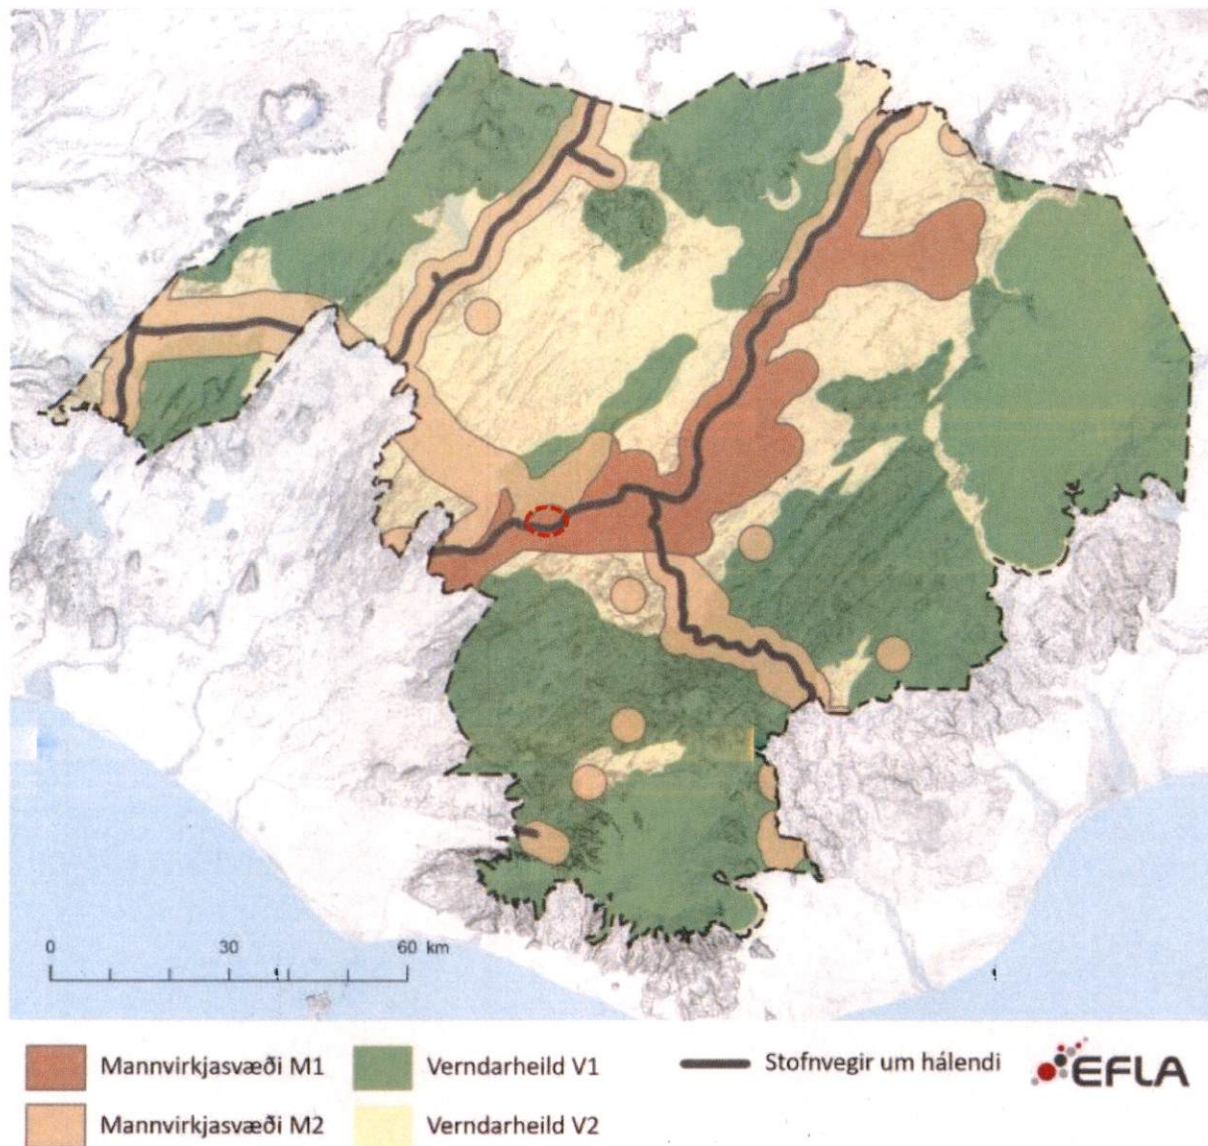 0 30 60 km
Mannvirkjasvæði M1
Verndarheild V1
Stofnvegir um hálendi
EFLA
Mannvirkjasvæði M2
Verndarheild V2